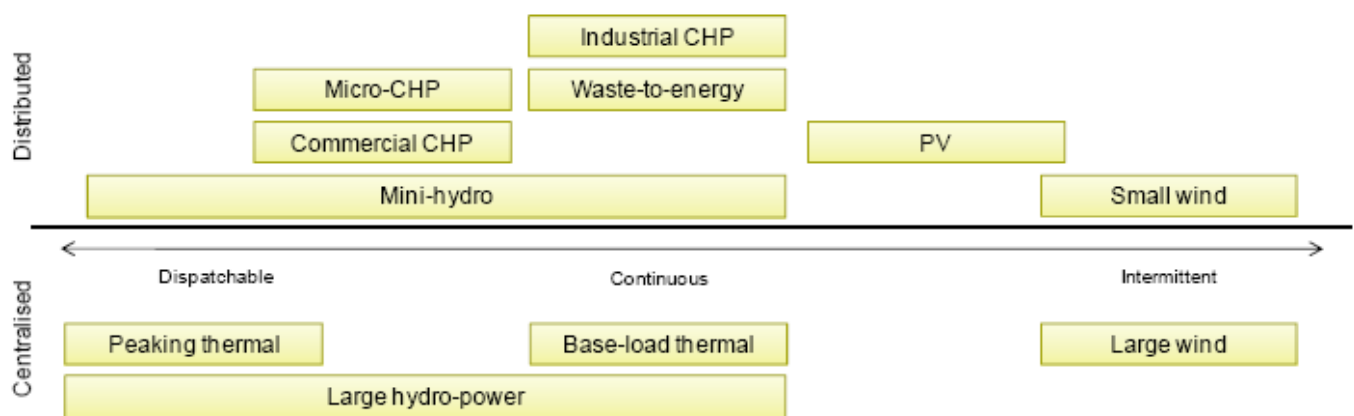 Distributed
Industrial CHP
Micro-CHP
Waste-to-energy
Commercial CHP
PV
Mini-hydro
Small wind
Dispatchable
Continuous
Intermittent
Centralised
Peaking thermal
Base-load thermal
Large wind
Large hydro-power